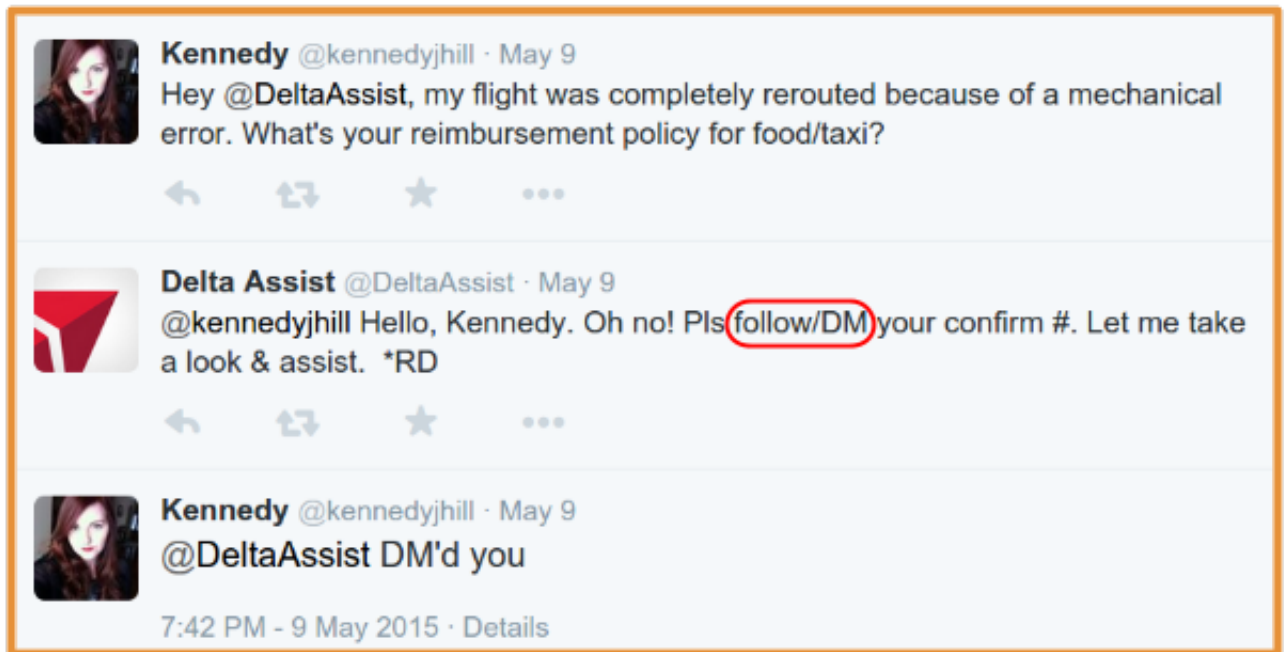 Kennedy @kennedyjhill · May 9
Hey @DeltaAssist, my flight was completely rerouted because of a mechanical
error. What's your reimbursement policy for food/taxi?
Delta Assist @DeltaAssist · May 9
@kennedyjhill Hello, Kennedy. Oh no! Pls follow/DM your confirm #. Let me take
a look & assist.  *RD
Kennedy @kennedyjhill · May 9
@DeltaAssist DM'd you
7:42 PM - 9 May 2015 · Details